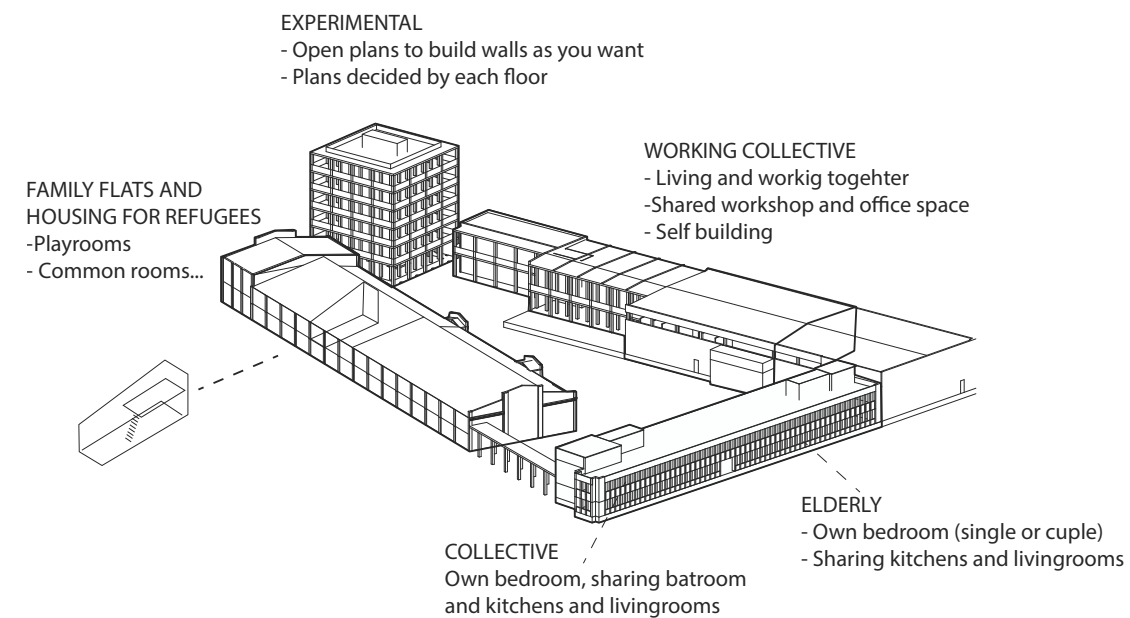 EXPERIMENTAL
- Open plans to build walls as you want
- Plans decided by each floor
WORKING COLLECTIVE
- Living and workig togehter
-Shared workshop and office space
- Self building
FAMILY FLATS AND
HOUSING FOR REFUGEES
-Playrooms
- Common rooms...
ELDERLY
- Own bedroom (single or cuple)
- Sharing kitchens and livingrooms
COLLECTIVE
Own bedroom, sharing batroom
and kitchens and livingrooms